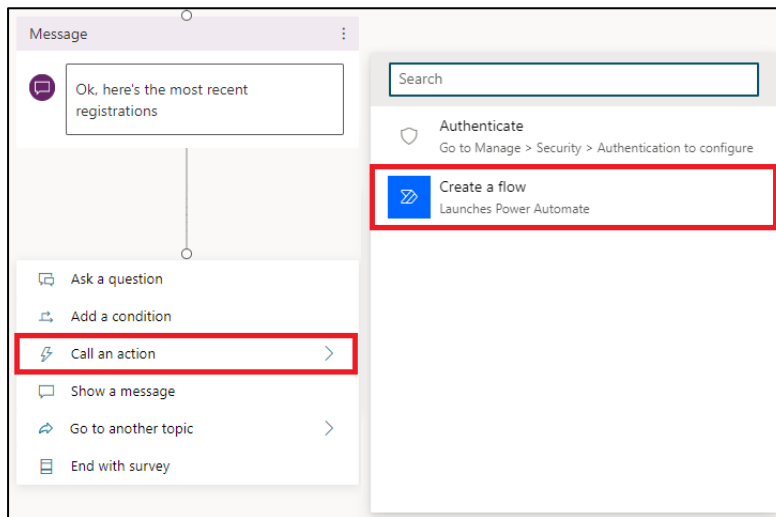 Message
Ok, here's the most recent
registrations
Ask a question
Add a condition
Call an action
Show a message
Go to another topic
End with survey
Search
Authenticate
Go to Manage > Security > Authentication to configure
Create a flow
Launches Power Automate